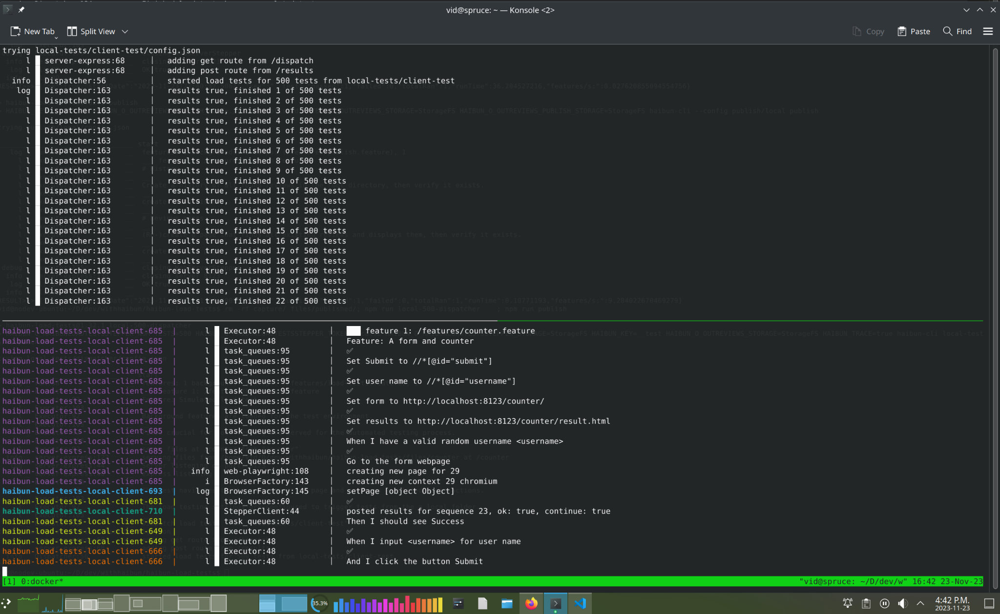 vid@spruce: ~ — Konsole <2>
New Tab Split View Copy Paste Find
trying local-tests/client-test/config.json
l server-express:68 | adding get route from /dispatch
l server-express:68 | adding post route from /results
info Dispatcher:56 | started load tests for 500 tests from local-tests/client-test
log Dispatcher:163 | results true, finished 1 of 500 tests
l Dispatcher:163 | results true, finished 2 of 500 tests
l Dispatcher:163 | results true, finished 3 of 500 tests
l Dispatcher:163 | results true, finished 4 of 500 tests
l Dispatcher:163 | results true, finished 5 of 500 tests
l Dispatcher:163 | results true, finished 6 of 500 tests
l Dispatcher:163 | results true, finished 7 of 500 tests
l Dispatcher:163 | results true, finished 8 of 500 tests
l Dispatcher:163 | results true, finished 9 of 500 tests
l Dispatcher:163 | results true, finished 10 of 500 tests
l Dispatcher:163 | results true, finished 11 of 500 tests
l Dispatcher:163 | results true, finished 12 of 500 tests
l Dispatcher:163 | results true, finished 13 of 500 tests
l Dispatcher:163 | results true, finished 14 of 500 tests
l Dispatcher:163 | results true, finished 15 of 500 tests
l Dispatcher:163 | results true, finished 16 of 500 tests
l Dispatcher:163 | results true, finished 17 of 500 tests
l Dispatcher:163 | results true, finished 18 of 500 tests
l Dispatcher:163 | results true, finished 19 of 500 tests
l Dispatcher:163 | results true, finished 20 of 500 tests
l Dispatcher:163 | results true, finished 21 of 500 tests
l Dispatcher:163 | results true, finished 22 of 500 tests
haibun-load-tests-local-client-685 | l Executor:48 | feature 1: /features/counter.feature
haibun-load-tests-local-client-685 | l Executor:48 | Feature: A form and counter
haibun-load-tests-local-client-685 | l task_queues:95 | ✅
haibun-load-tests-local-client-685 | l task_queues:95 | Set Submit to //*[@id="submit"]
haibun-load-tests-local-client-685 | l task_queues:95 | ✅
haibun-load-tests-local-client-685 | l task_queues:95 | Set user name to //*[@id="username"]
haibun-load-tests-local-client-685 | l task_queues:95 | ✅
haibun-load-tests-local-client-685 | l task_queues:95 | Set form to http://localhost:8123/counter/
haibun-load-tests-local-client-685 | l task_queues:95 | ✅
haibun-load-tests-local-client-685 | l task_queues:95 | Set results to http://localhost:8123/counter/result.html
haibun-load-tests-local-client-685 | l task_queues:95 | ✅
haibun-load-tests-local-client-685 | l task_queues:95 | When I have a valid random username <username>
haibun-load-tests-local-client-685 | l task_queues:95 | ✅
haibun-load-tests-local-client-685 | l task_queues:95 | Go to the form webpage
haibun-load-tests-local-client-685 | info web-playwright:108 | creating new page for 29
haibun-load-tests-local-client-685 | i BrowserFactory:143 | creating new context 29 chromium
haibun-load-tests-local-client-693 | log BrowserFactory:145 | setPage [object Object]
haibun-load-tests-local-client-681 | l task_queues:60 | ✅
haibun-load-tests-local-client-710 | l StepperClient:44 | posted results for sequence 23, ok: true, continue: true
haibun-load-tests-local-client-681 | l task_queues:60 | Then I should see Success
haibun-load-tests-local-client-649 | l Executor:48 | ✅
haibun-load-tests-local-client-649 | l Executor:48 | When I input <username> for user name
haibun-load-tests-local-client-666 | l Executor:48 | ✅
haibun-load-tests-local-client-666 | l Executor:48 | And I click the button Submit
[1] 0:docker* "vid@spruce: ~/D/dev/w" 16:42 23-Nov-23
35.3%
4:42 P.M.
2023-11-23